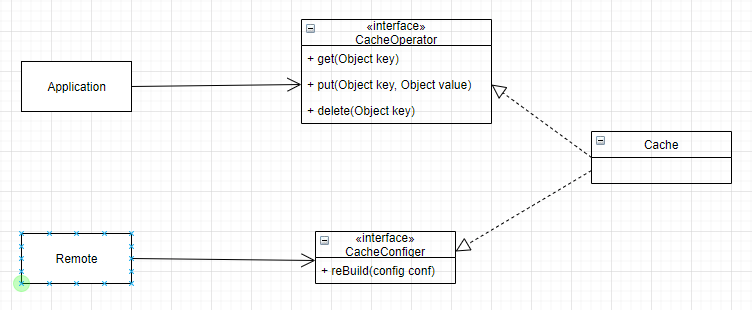 «interface»
CacheOperator
+ get(Object key)
Application
+ put(Object key, Object value)
+ delete(Object key)
Cache
«interface»
CacheConfiger
Remote
+ reBuild(config conf)